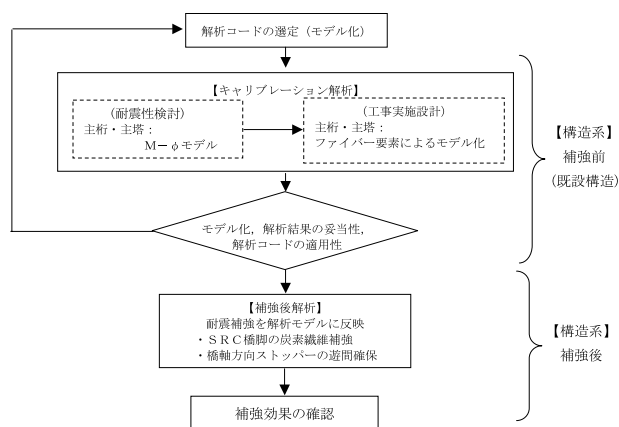 解析コードの選定（モデル化）
【キャリブレーション解析】
（耐震性検討）
主桁・主塔：
Ｍ－φモデル
（工事実施設計）
主桁・主塔：
ファイバー要素によるモデル化
【構造系】
補強前
（既設構造）
モデル化，解析結果の妥当性，
解析コードの適用性
【補強後解析】
耐震補強を解析モデルに反映
・ＳＲＣ橋脚の炭素繊維補強
・橋軸方向ストッパーの遊間確保
【構造系】
補強後
補強効果の確認